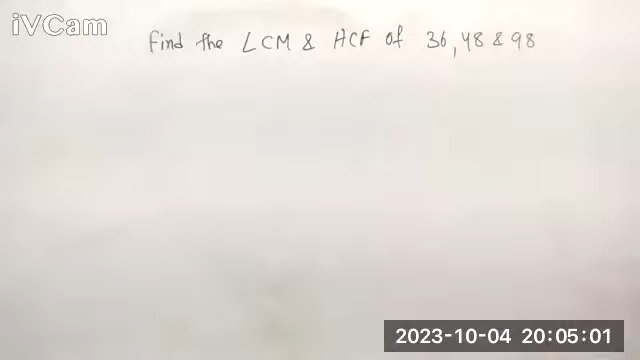 iVCam
Find the LCM & HCF of 36, 48 & 98
2023-10-04 20:05:01